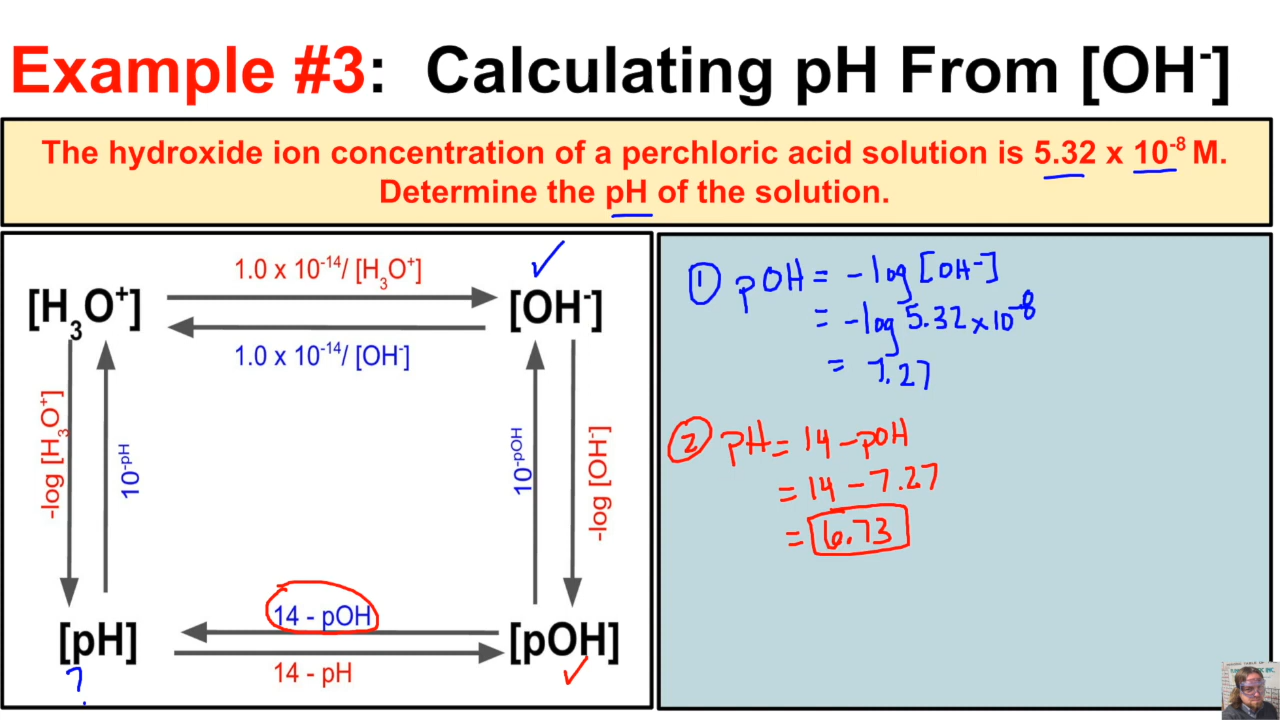 Example #3: Calculating pH From [OH⁻]
The hydroxide ion concentration of a perchloric acid solution is 5.32 x 10⁻⁸ M.
Determine the pH of the solution.
1.0 x 10⁻¹⁴/ [H₃O⁺]
[H₃O⁺]
[OH⁻]
1.0 x 10⁻¹⁴/ [OH⁻]
-log [H₃O⁺]
10⁻ᵖᴴ
10⁻ᵖᴼᴴ
-log [OH⁻]
14 - pOH
[pH]
[pOH]
14 - pH
?
① pOH = -log [OH⁻]
= -log 5.32 x 10⁻⁸
= 7.27
② pH = 14 - pOH
= 14 - 7.27
= 6.73